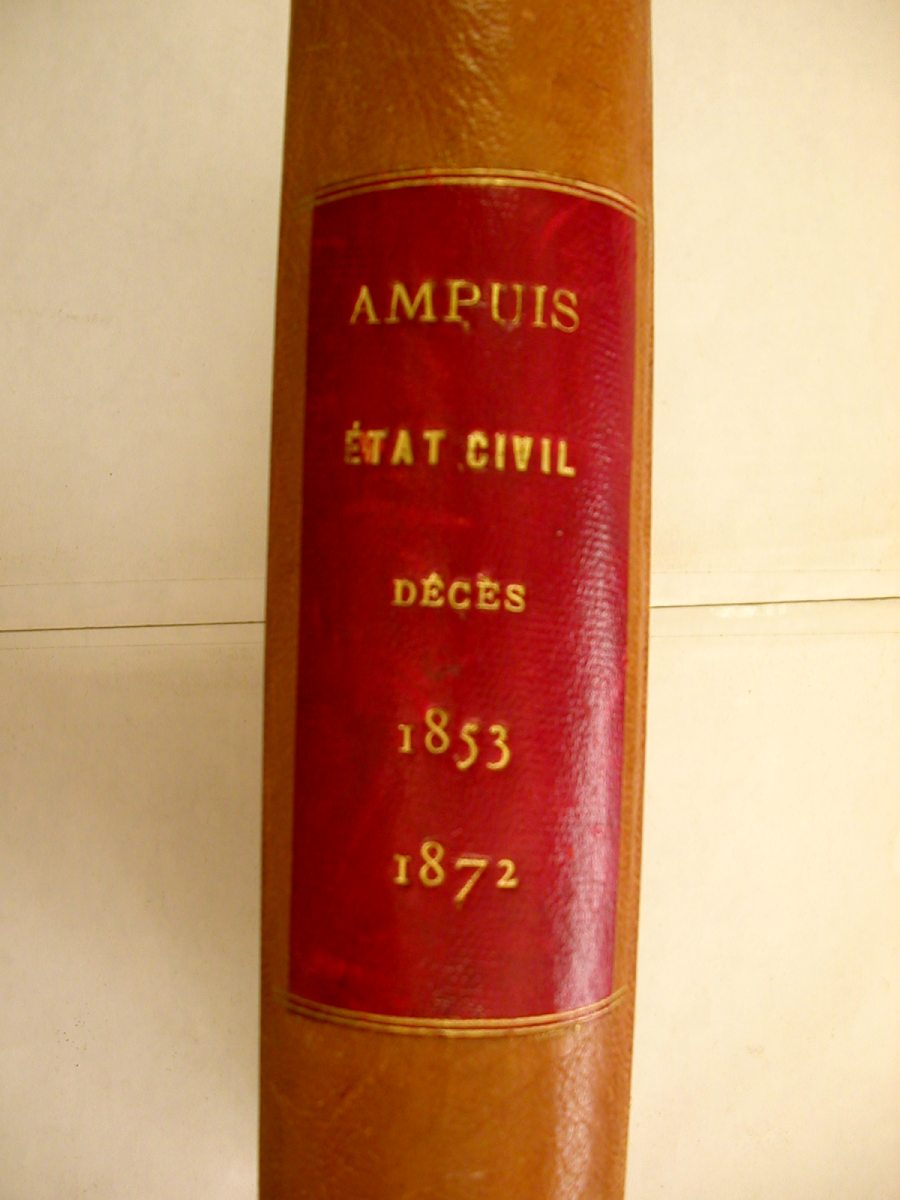 AMPUIS
ÉTAT CIVIL
DÉCÈS
1853
1872